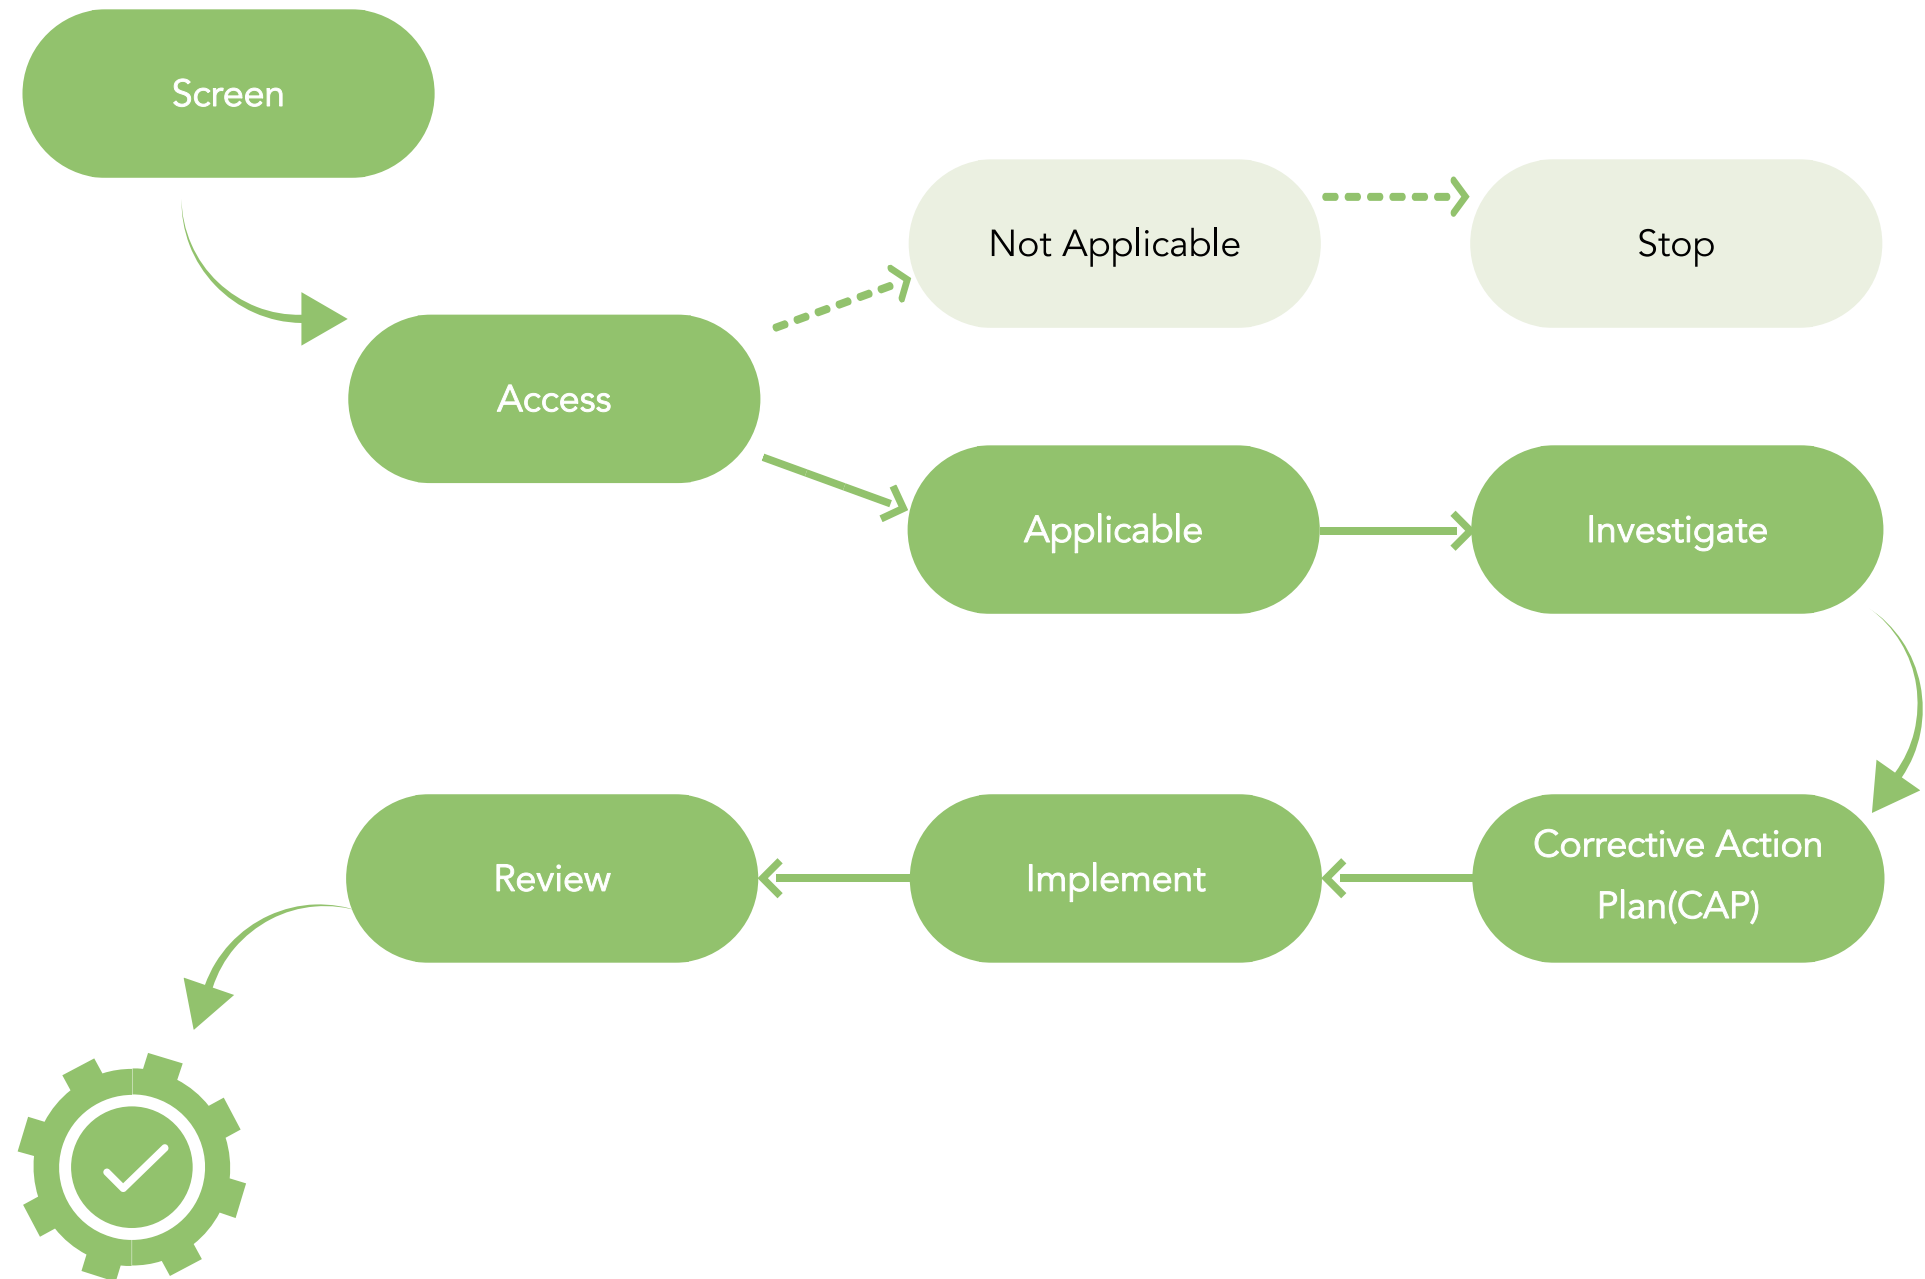 Screen
Not Applicable
Stop
Access
Applicable
Investigate
Corrective Action
Plan(CAP)
Implement
Review